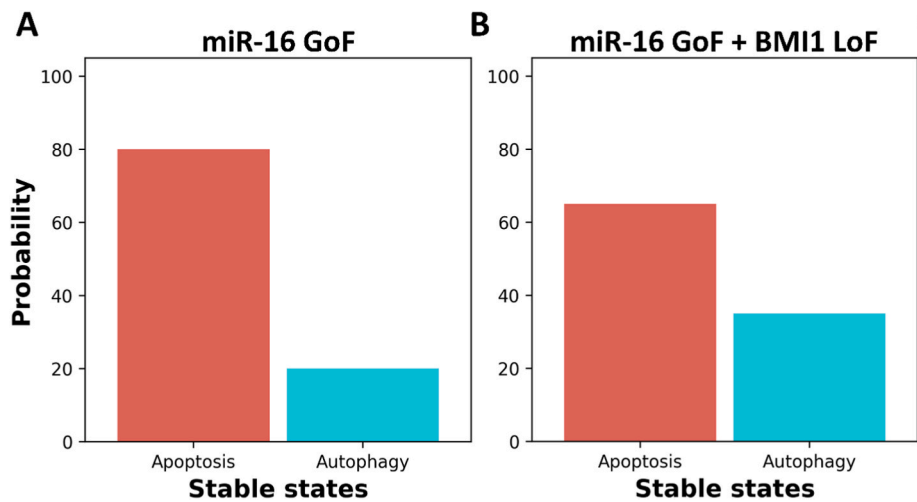 A
miR-16 GoF
100
80
60
40
20
0
Probability
Apoptosis Autophagy
Stable states
B
miR-16 GoF + BMI1 LoF
100
80
60
40
20
0
Apoptosis Autophagy
Stable states